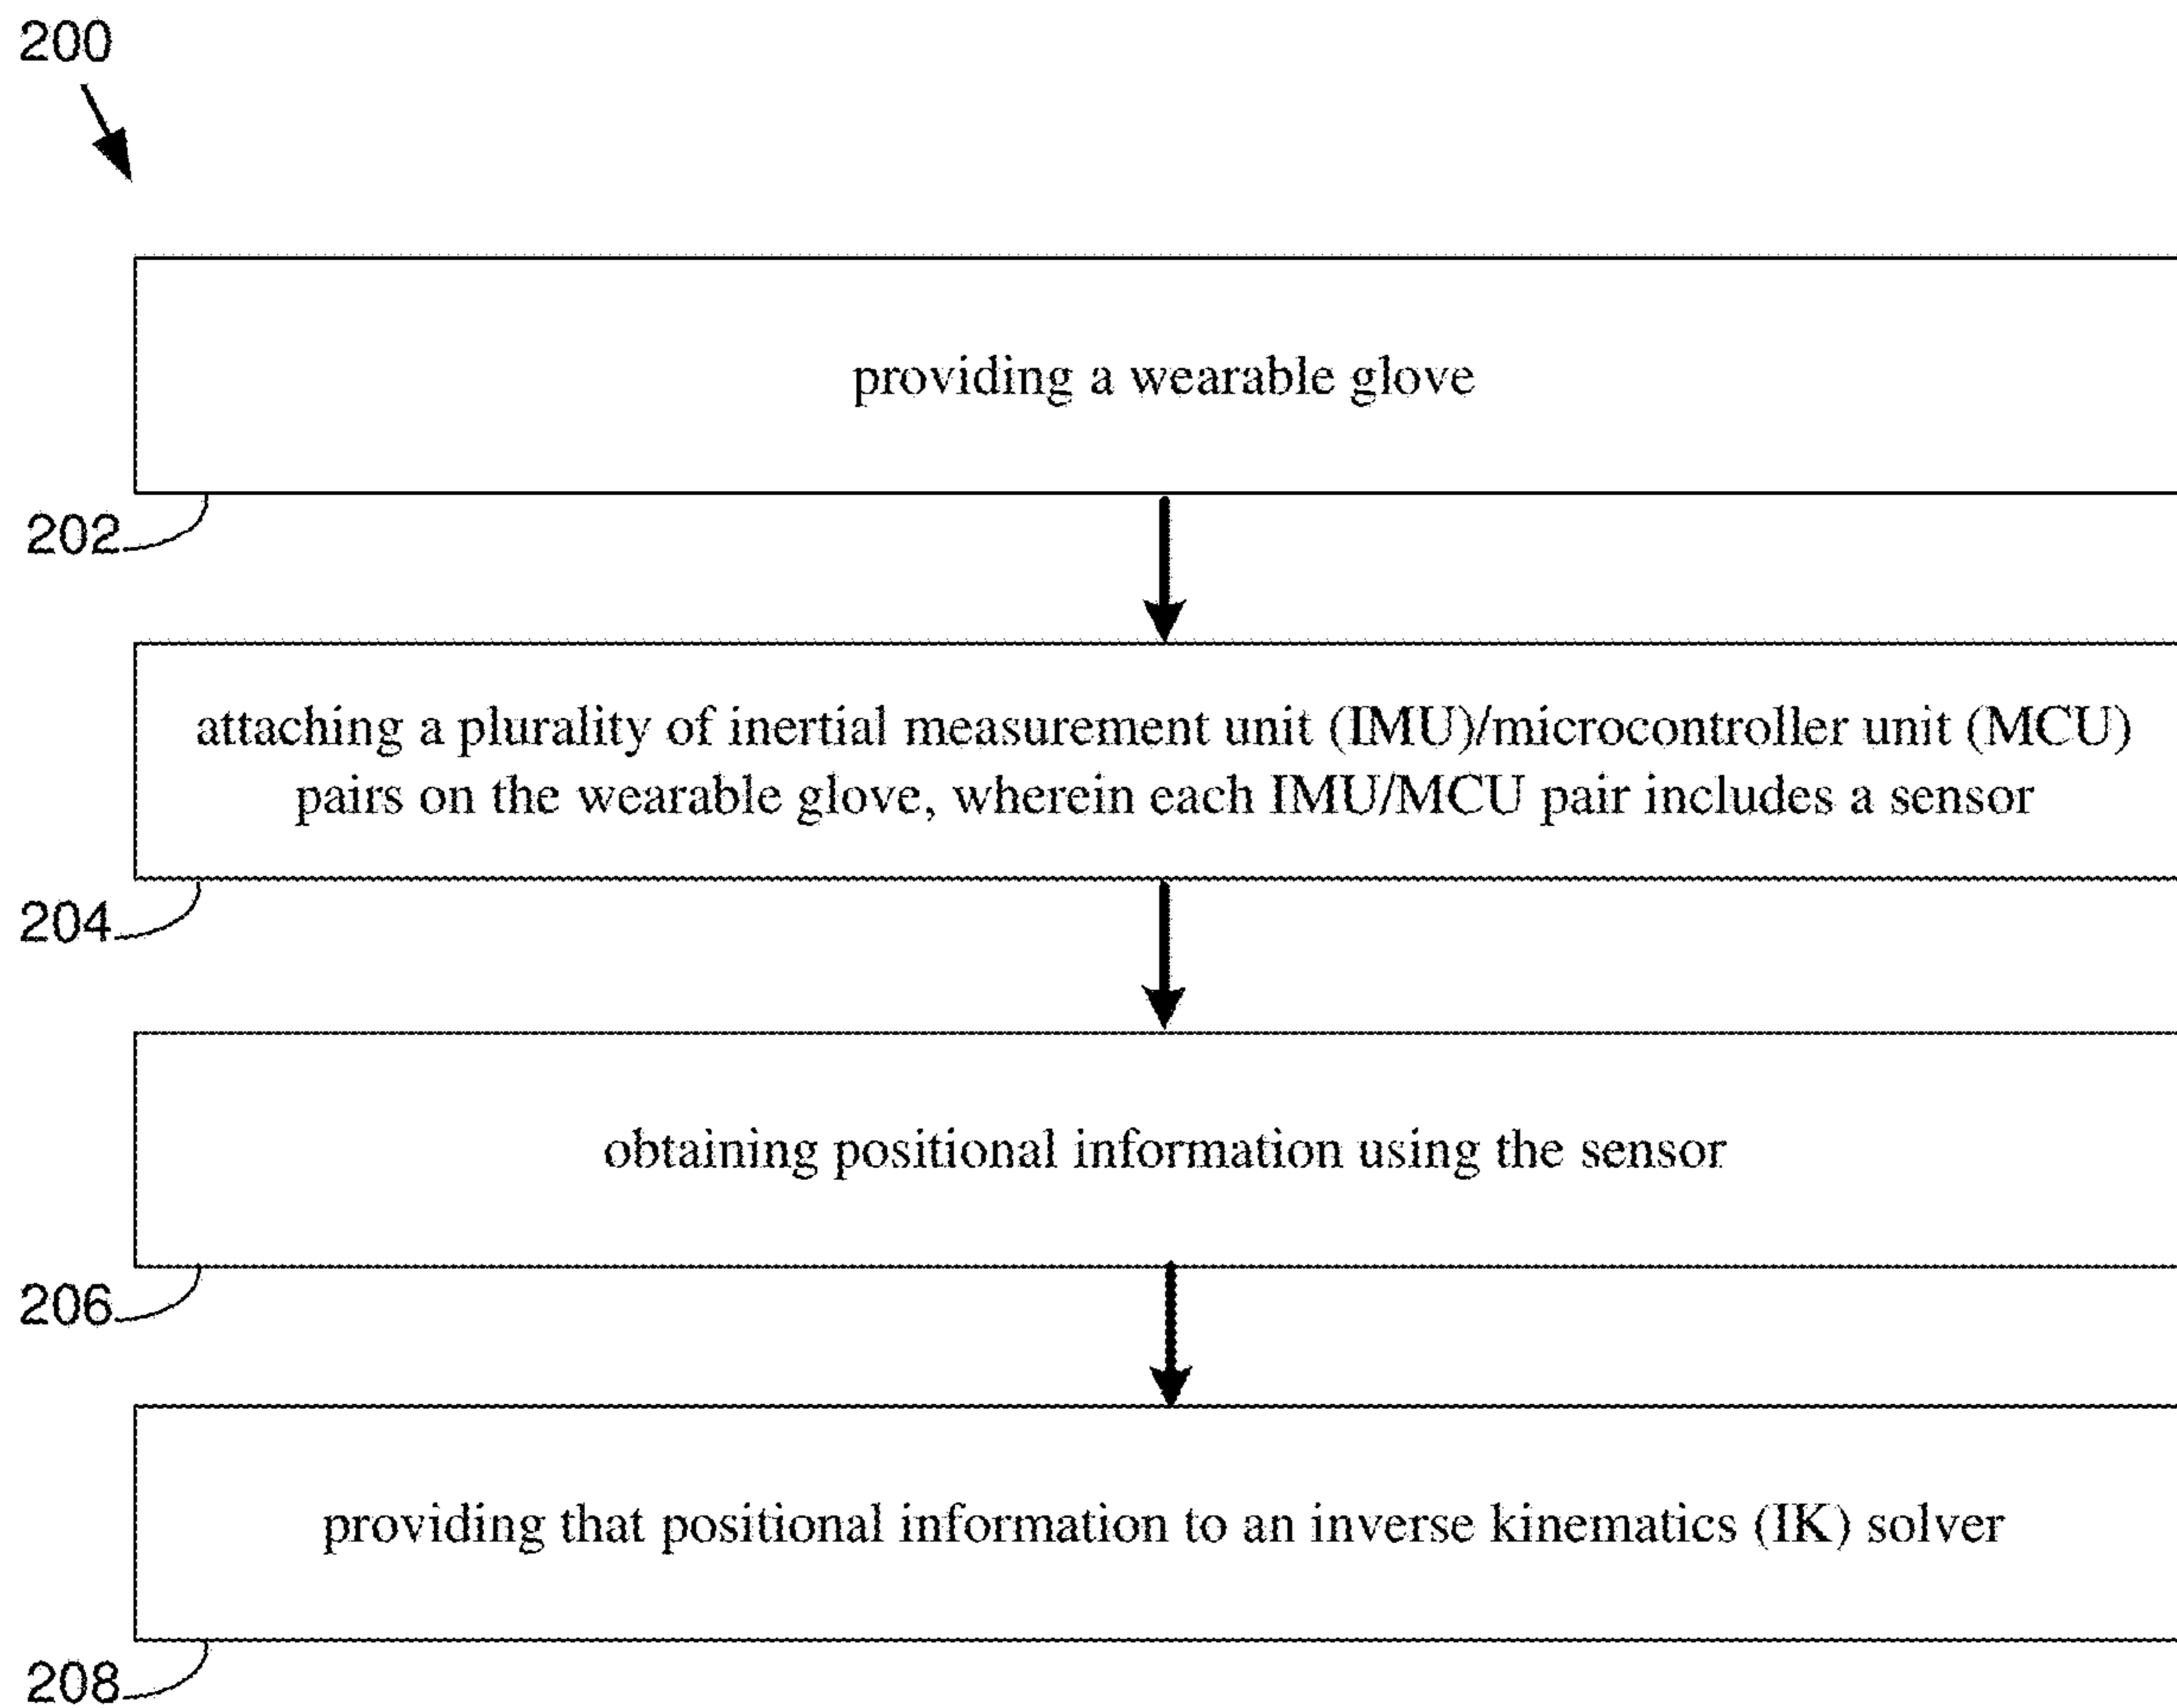 200
providing a wearable glove
202
attaching a plurality of inertial measurement unit (IMU)/microcontroller unit (MCU)
pairs on the wearable glove, wherein each IMU/MCU pair includes a sensor
204
obtaining positional information using the sensor
206
providing that positional information to an inverse kinematics (IK) solver
208